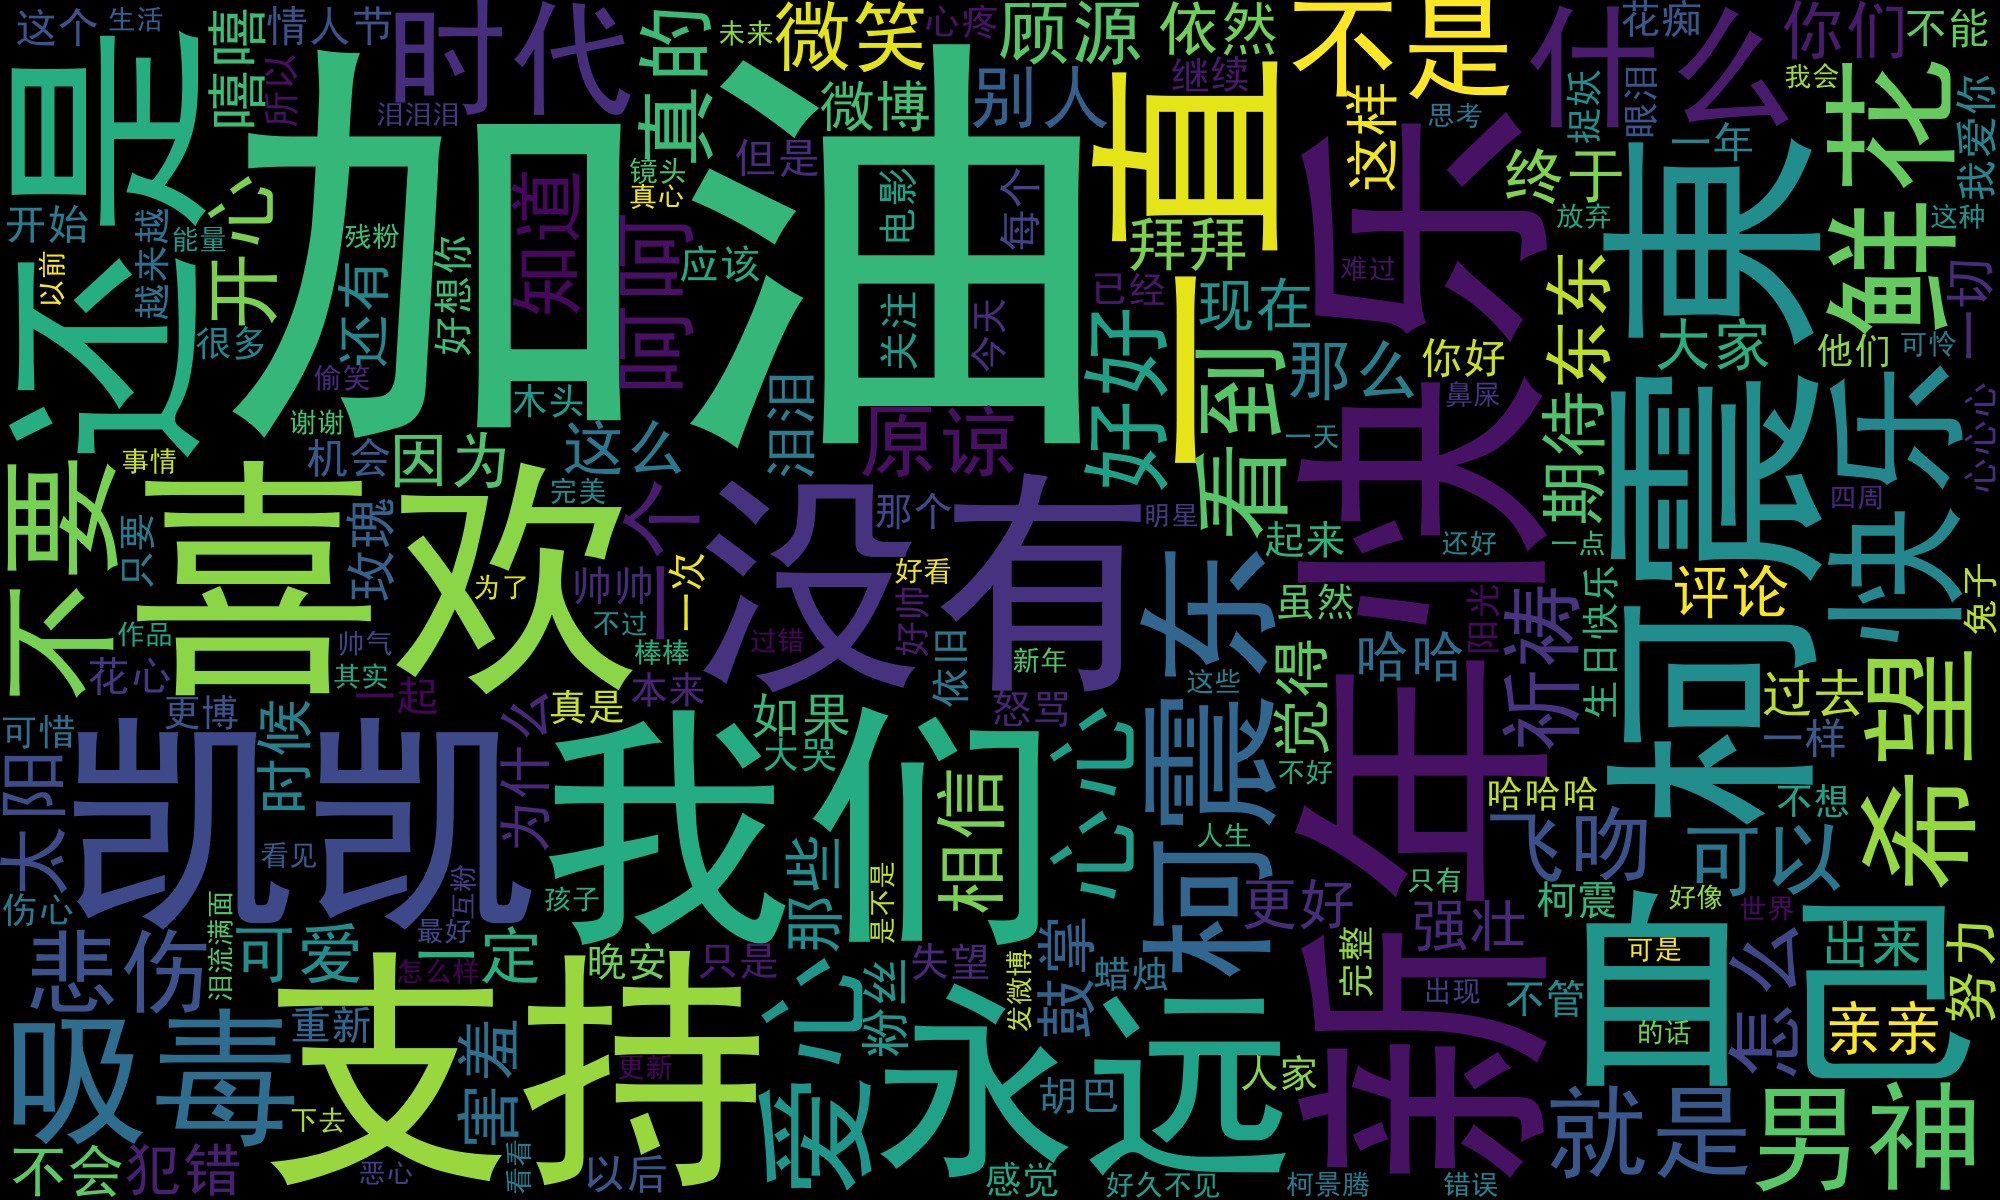 这个
生活
嘻嘻
情人节
时代
真的
未来
微笑
心疼
顾源
依然
不是
什么
花痴
你们
不能
还是
所以
泪泪泪
加油
微博
别人
继续
一直
这样
思考
捉妖
眼泪
我会
鲜花
我爱你
开始
越来越
能量
开心
残粉
好想你
知道
呵呵
镜头
真心
但是
电影
每个
拜拜
新年快乐
终于
一年
放弃
柯震東
这种
以前
很多
还有
应该
关注
今天
已经
现在
难过
东东
大家
他们
可怜
一切
偷笑
谢谢
木头
泪泪
原谅
好好
看到
那么
你好
鼻屎
期待
快乐
心心心
不要
事情
机会
因为
这么
喜欢
完美
一个
没有
那个
明星
一天
起来
还好
一点
四周
只要
玫瑰
为了
帅帅
一次
好看
好帅
柯震东
虽然
阳光
祈祷
生日快乐
评论
兔子
作品
帅气
不过
棒棒
过错
依旧
新年
这些
觉得
哈哈
过去
希望
花心
其实
一起
本来
怒骂
可惜
更博
时候
为什么
真是
如果
大哭
心心
不好
哈哈哈
一样
不想
太阳
凯凯
看见
我们
相信
人生
飞吻
可以
伤心
互粉
孩子
那些
是不是
更好
只有
柯震
好像
世界
悲伤
泪流满面
可爱
最好
一定
怎么样
晚安
只是
爱心
粉丝
失望
发微博
鼓掌
蜡烛
完整
强壮
出现
不管
面包
可是
怎么
出来
努力
吸毒
重新
害羞
支持
更新
永远
胡巴
人家
的话
亲亲
不会
犯错
下去
恶心
看看
以后
感觉
好久不见
柯景腾
错误
就是
男神